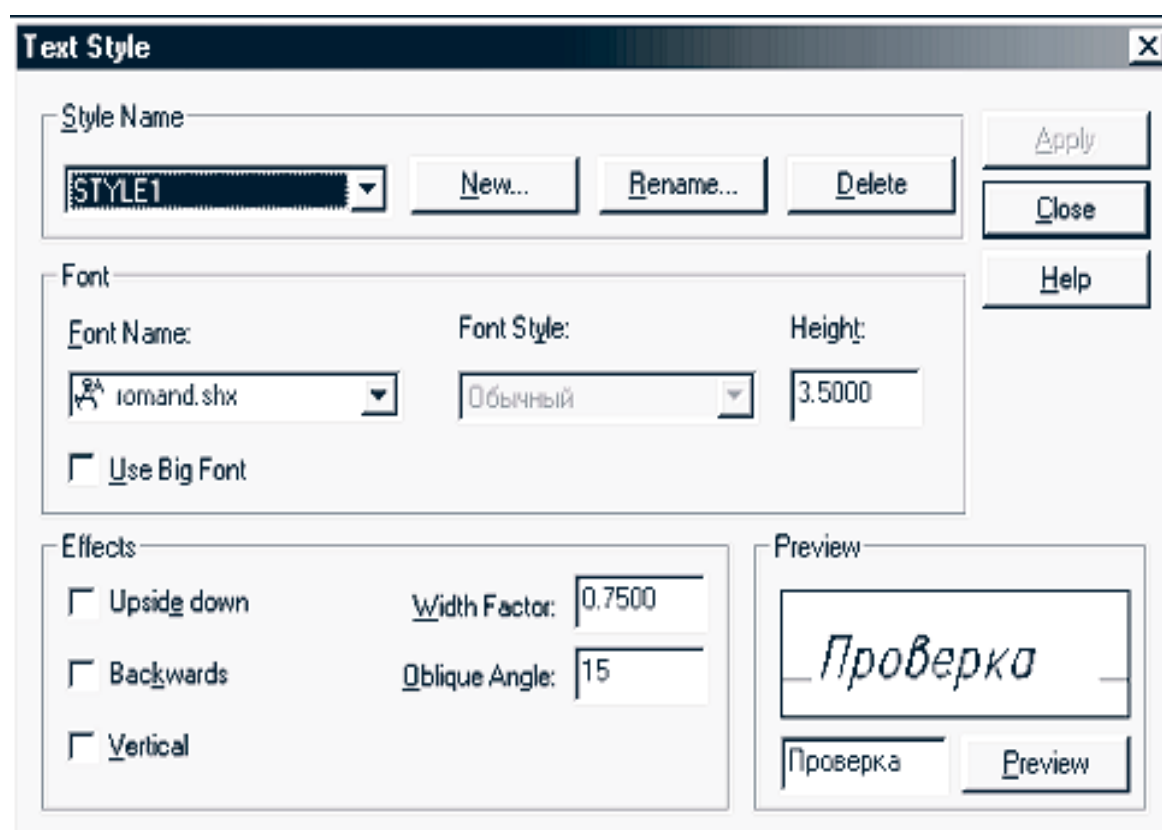 Text Style
Style Name
STYLE1
New...
Rename...
Delete
Apply
Close
Help
Font
Font Name:
Font Style:
Height:
romand.shx
Обычный
3.5000
Use Big Font
Effects
Upside down
Backwards
Vertical
Width Factor:
0.7500
Oblique Angle:
15
Preview
Проверка
Проверка
Preview